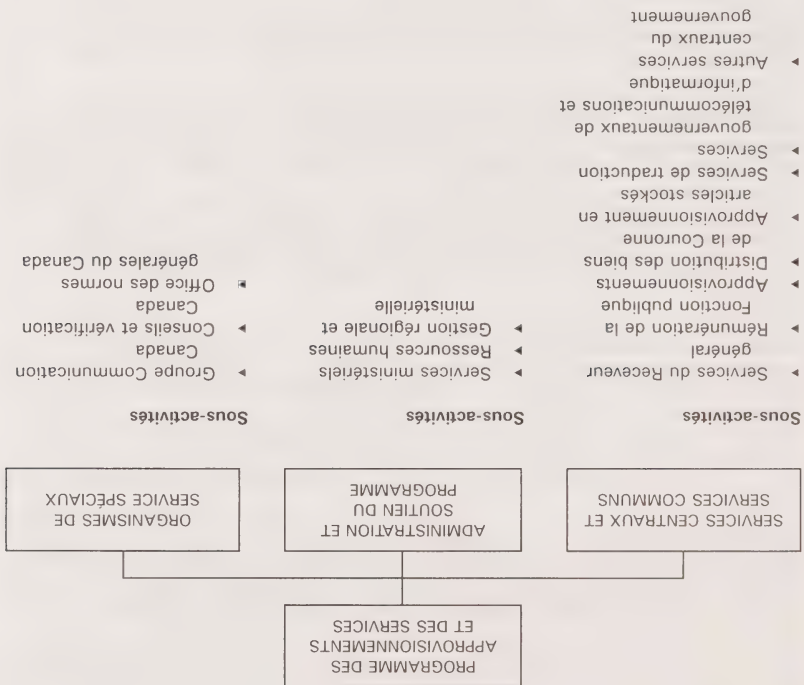 PROGRAMME DES
APPROVISIONNEMENTS
ET DES SERVICES
SERVICES CENTRAUX ET
SERVICES COMMUNS
ADMINISTRATION ET
SOUTIEN DU
PROGRAMME
ORGANISMES DE
SERVICE SPÉCIAUX
Sous-activités
▸ Services du Receveur
général
▸ Rémunération de la
Fonction publique
▸ Approvisionnements
▸ Distribution des biens
de la Couronne
▸ Approvisionnement en
articles stockés
▸ Services de traduction
▸ Services
gouvernementaux de
télécommunications et
d'informatique
▸ Autres services
centraux du
gouvernement
Sous-activités
▸ Services ministériels
▸ Ressources humaines
▸ Gestion régionale et
ministérielle
Sous-activités
▸ Groupe Communication
Canada
▸ Conseils et vérification
Canada
▪ Office des normes
générales du Canada